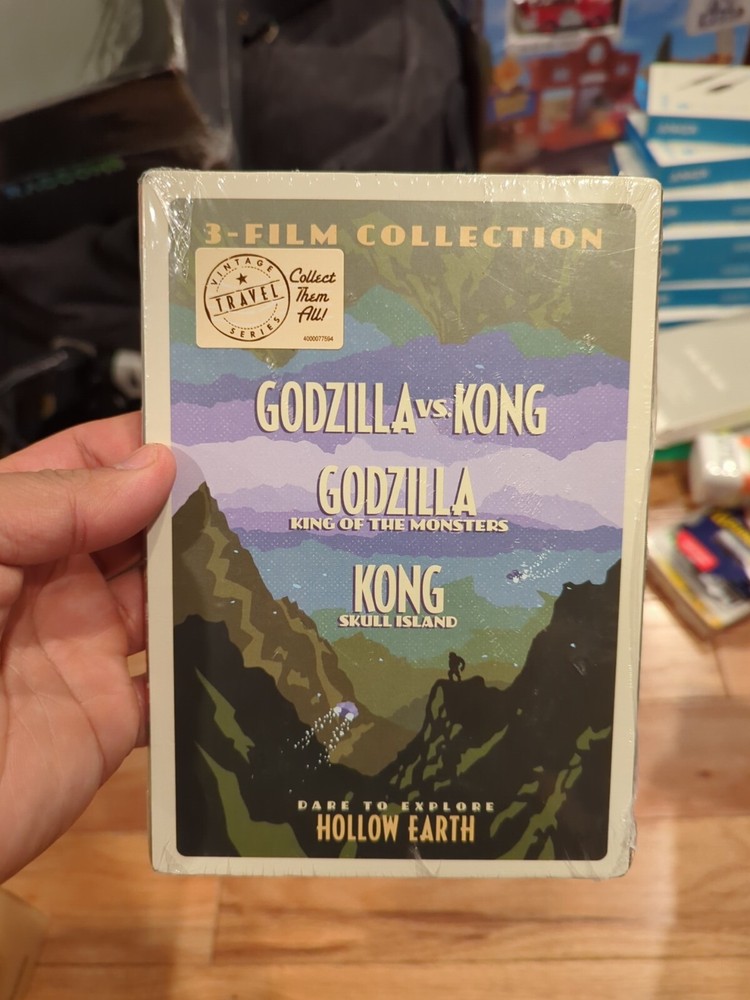 3-FILM COLLECTION
VINTAGE
TRAVEL
SERIES
Collect
Them
All!
4000077594
GODZILLA VS. KONG
GODZILLA
KING OF THE MONSTERS
KONG
SKULL ISLAND
DARE TO EXPLORE
HOLLOW EARTH